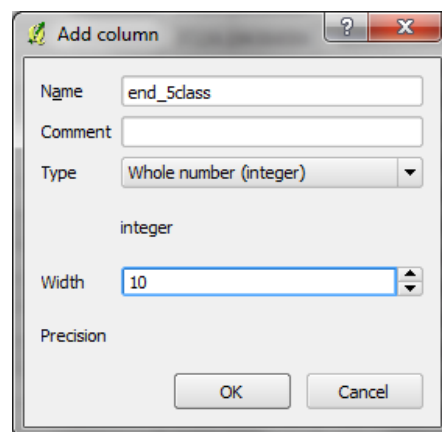 Add column
Name end_5class
Comment
Type Whole number (integer)
integer
Width 10
Precision
OK Cancel